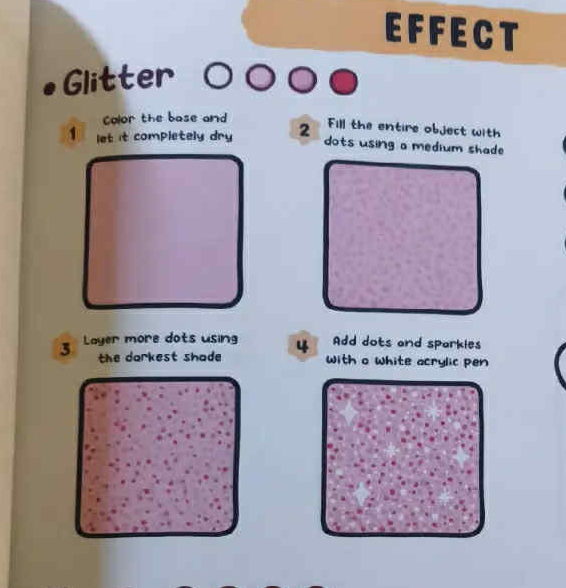 EFFECT
• Glitter
1
Color the base and
let it completely dry
2
Fill the entire object with
dots using a medium shade
3
Layer more dots using
the darkest shade
4
Add dots and sparkles
with a white acrylic pen